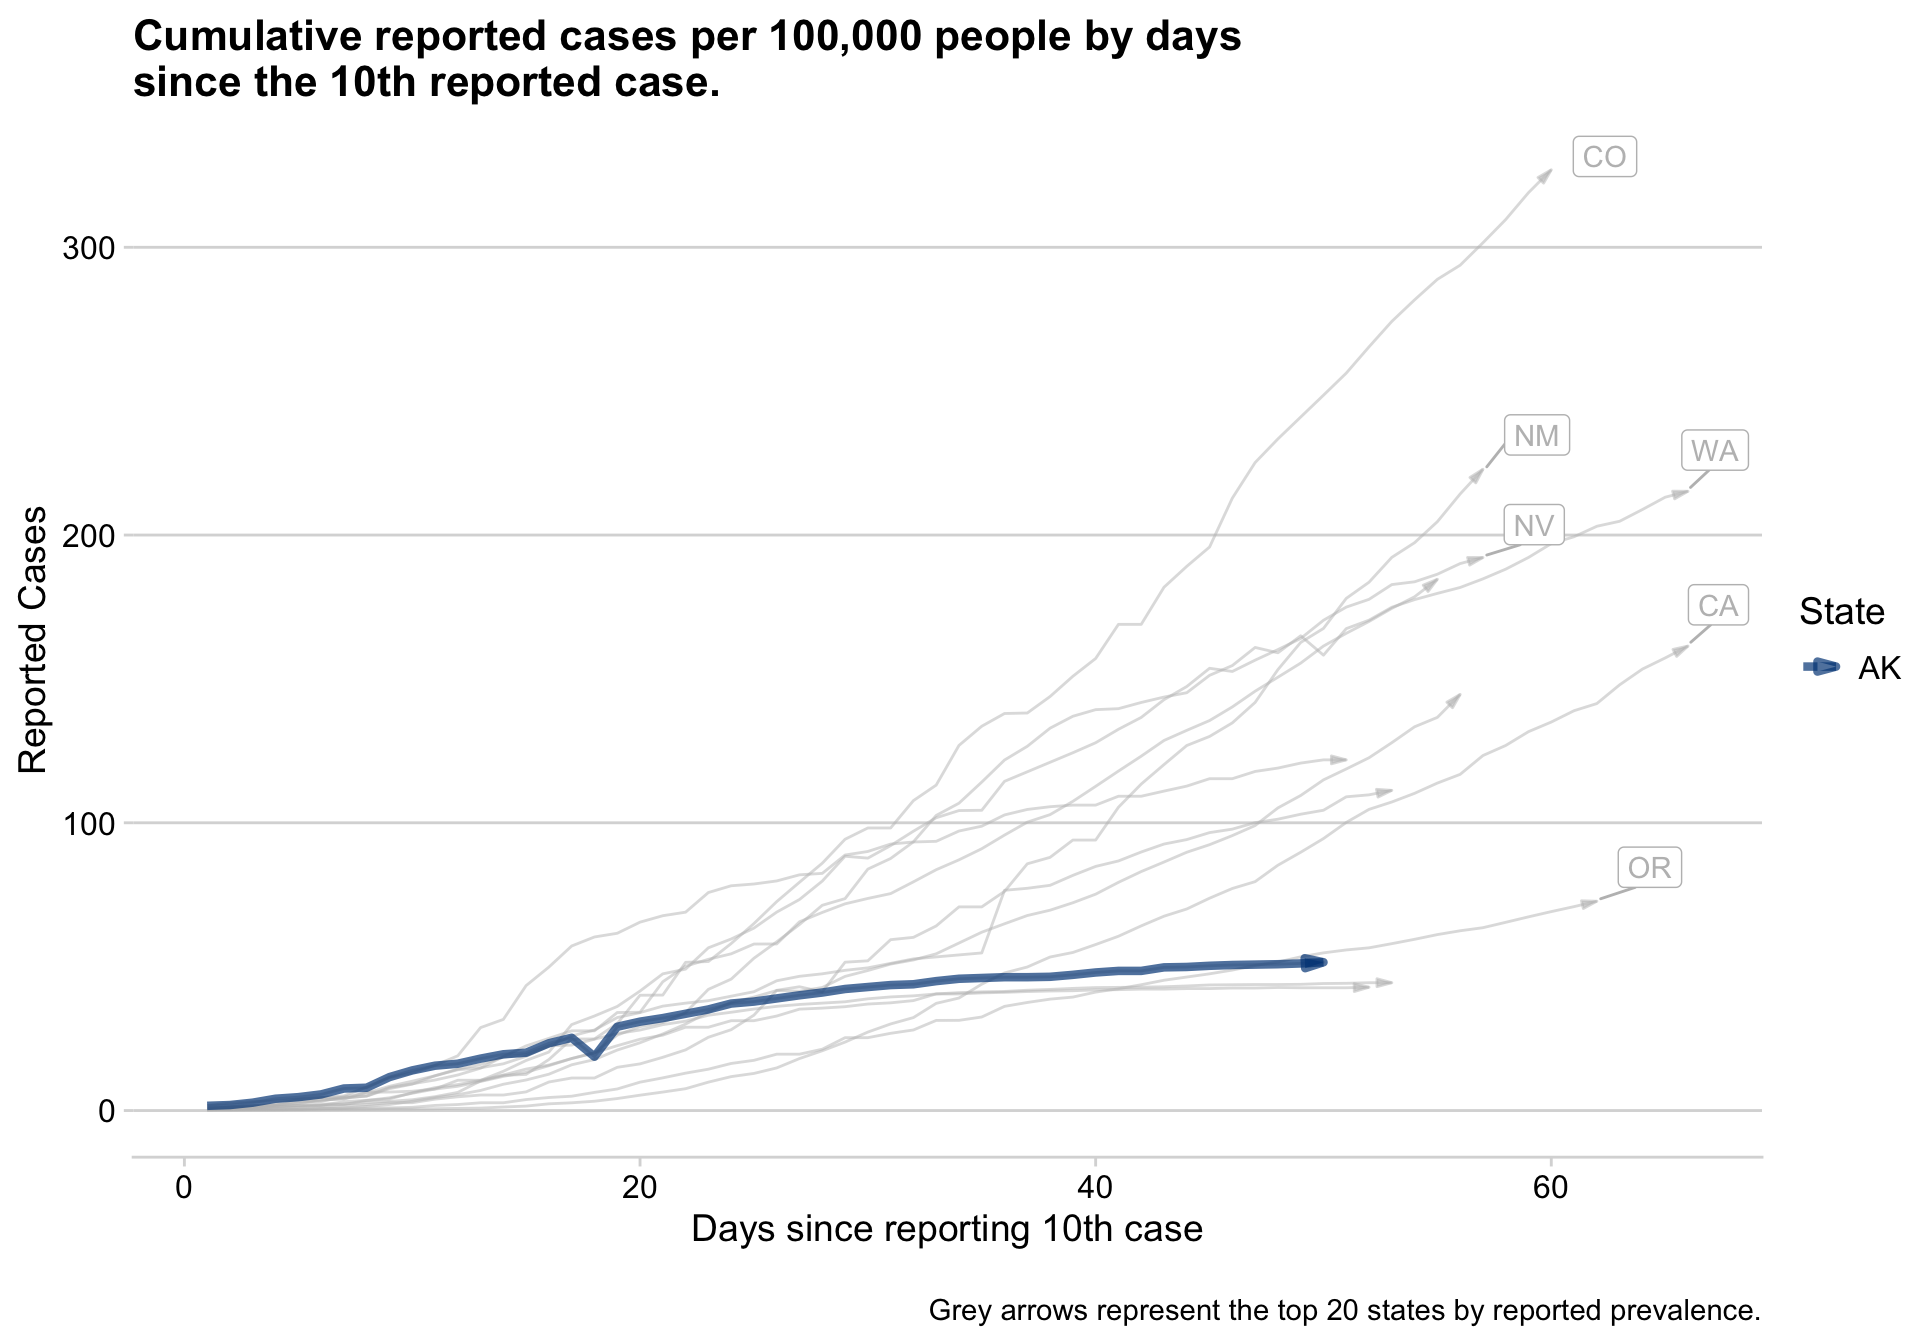 Cumulative reported cases per 100,000 people by days
since the 10th reported case.
CO
300
NM
WA
NV
200
CA
State
AK
Reported Cases
100
OR
0
0 20 40 60
Days since reporting 10th case
Grey arrows represent the top 20 states by reported prevalence.